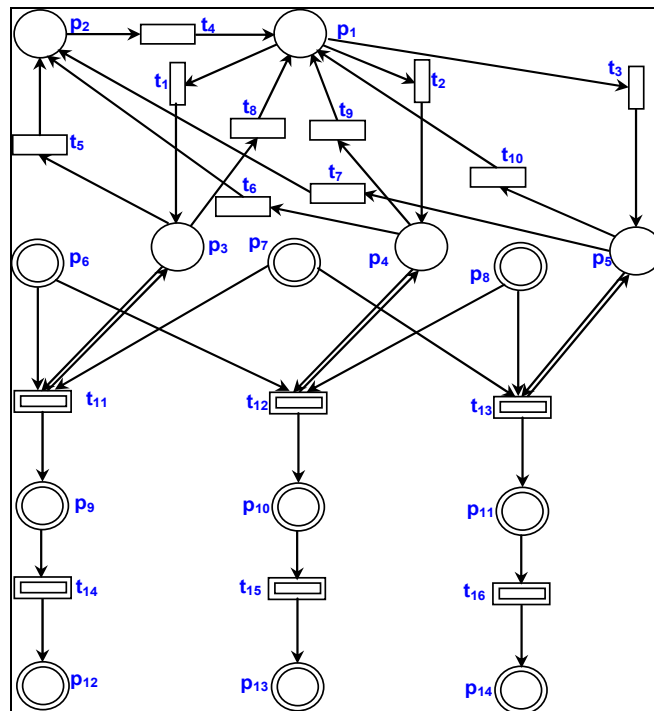 p₂
t₄
p₁
t₁
t₂
t₃
t₈
t₉
t₅
t₁₀
t₆
t₇
p₃
p₇
p₄
p₅
p₆
p₈
t₁₁
t₁₂
t₁₃
p₉
p₁₀
p₁₁
t₁₄
t₁₅
t₁₆
p₁₂
p₁₃
p₁₄